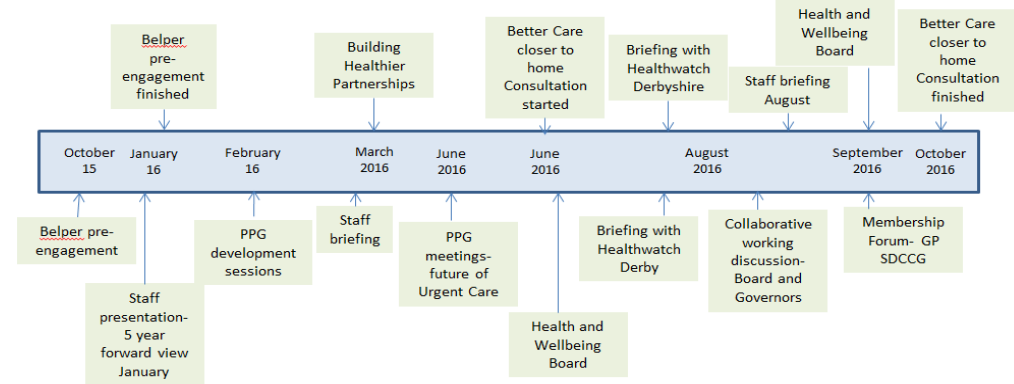 Belper
pre-
engagement
finished
Building
Healthier
Partnerships
Better Care
closer to
home
Consultation
started
Briefing with
Healthwatch
Derbyshire
Staff briefing
August
Health and
Wellbeing
Board
Better Care
closer to
home
Consultation
finished
October
15
January
16
February
16
March
2016
June
2016
June
2016
August
2016
September
2016
October
2016
Belper pre-
engagement
Staff
presentation-
5 year
forward view
January
PPG
development
sessions
Staff
briefing
PPG
meetings-
future of
Urgent Care
Health and
Wellbeing
Board
Briefing with
Healthwatch
Derby
Collaborative
working
discussion-
Board and
Governors
Membership
Forum- GP
SDCCG